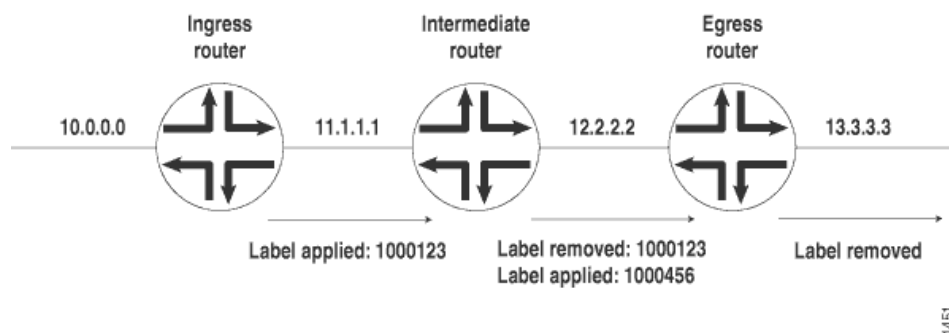 Ingress
router
Intermediate
router
Egress
router
10.0.0.0
11.1.1.1
12.2.2.2
13.3.3.3
Label applied: 1000123
Label removed: 1000123
Label applied: 1000456
Label removed